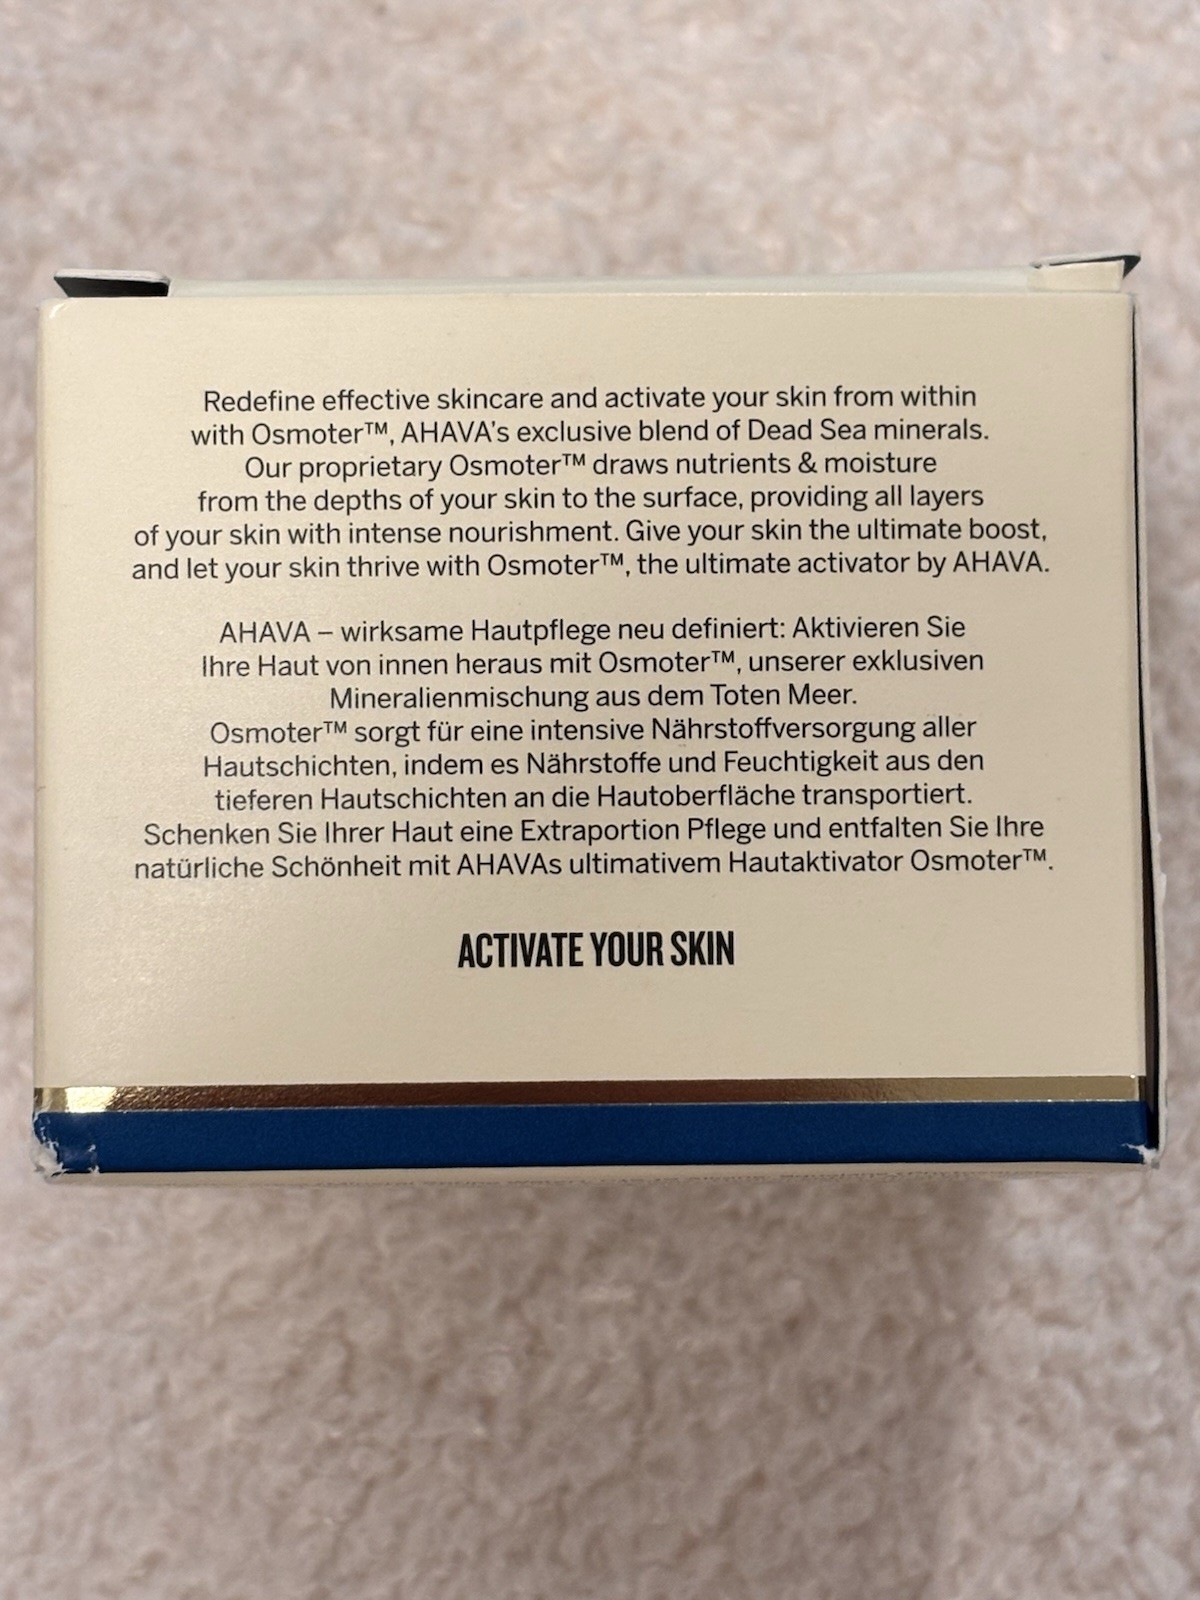 Redefine effective skincare and activate your skin from within
with Osmoter™, AHAVA's exclusive blend of Dead Sea minerals.
Our proprietary Osmoter™ draws nutrients & moisture
from the depths of your skin to the surface, providing all layers
of your skin with intense nourishment. Give your skin the ultimate boost,
and let your skin thrive with Osmoter™, the ultimate activator by AHAVA.
AHAVA – wirksame Hautpflege neu definiert: Aktivieren Sie
Ihre Haut von innen heraus mit Osmoter™, unserer exklusiven
Mineralienmischung aus dem Toten Meer.
Osmoter™ sorgt für eine intensive Nährstoffversorgung aller
Hautschichten, indem es Nährstoffe und Feuchtigkeit aus den
tieferen Hautschichten an die Hautoberfläche transportiert.
Schenken Sie Ihrer Haut eine Extraportion Pflege und entfalten Sie Ihre
natürliche Schönheit mit AHAVAs ultimativem Hautaktivator Osmoter™.
ACTIVATE YOUR SKIN